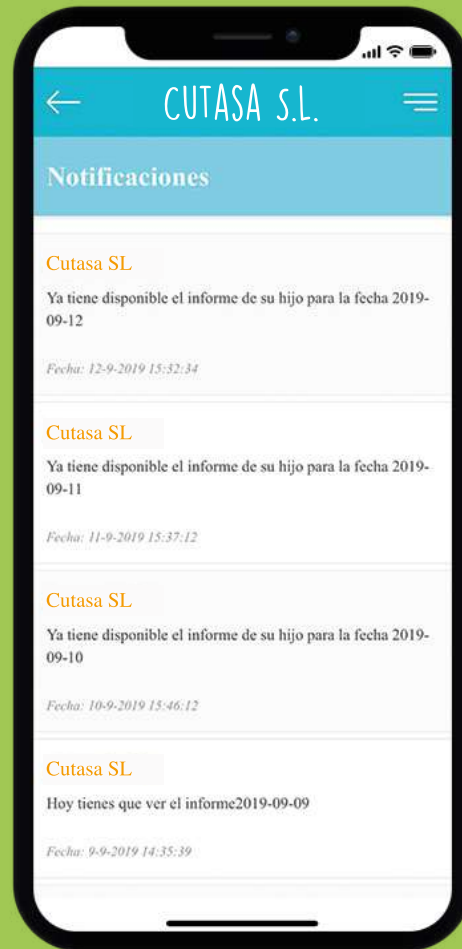 CUTASA S.L.
Notificaciones
Cutasa SL
Ya tiene disponible el informe de su hijo para la fecha 2019-
09-12
Fecha: 12-9-2019 15:32:34
Cutasa SL
Ya tiene disponible el informe de su hijo para la fecha 2019-
09-11
Fecha: 11-9-2019 15:37:12
Cutasa SL
Ya tiene disponible el informe de su hijo para la fecha 2019-
09-10
Fecha: 10-9-2019 15:46:12
Cutasa SL
Hoy tienes que ver el informe2019-09-09
Fecha: 9-9-2019 14:35:39